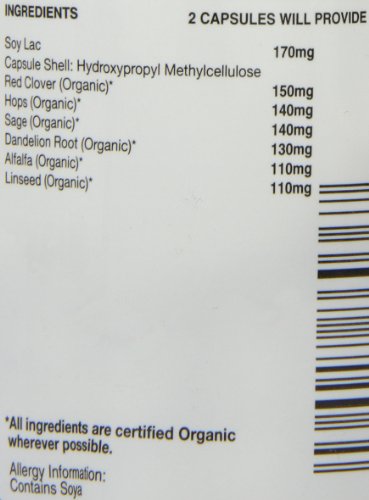 INGREDIENTS 2 CAPSULES WILL PROVIDE
Soy Lac 170mg
Capsule Shell: Hydroxypropyl Methylcellulose
Red Clover (Organic)* 150mg
Hops (Organic)* 140mg
Sage (Organic)* 140mg
Dandelion Root (Organic)* 130mg
Alfalfa (Organic)* 110mg
Linseed (Organic)* 110mg
*All ingredients are certified Organic
wherever possible.
Allergy Information:
Contains Soya